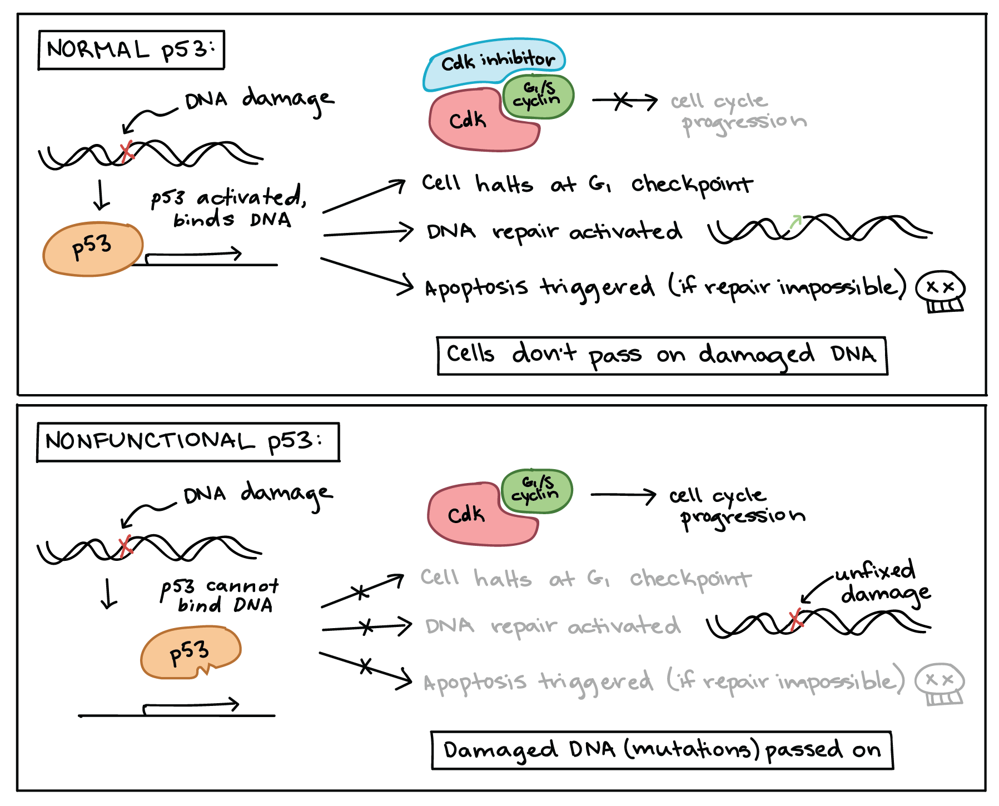 NORMAL p53:
DNA damage
p53 activated,
binds DNA
p53
Cdk inhibitor
G₁/S
cyclin
Cdk
cell cycle
progression
Cell halts at G₁ checkpoint
DNA repair activated
Apoptosis triggered (if repair impossible)
Cells don't pass on damaged DNA
NONFUNCTIONAL p53:
DNA damage
p53 cannot
bind DNA
p53
G₁/S
cyclin
Cdk
cell cycle
progression
Cell halts at G₁ checkpoint
unfixed
damage
DNA repair activated
Apoptosis triggered (if repair impossible)
Damaged DNA (mutations) passed on